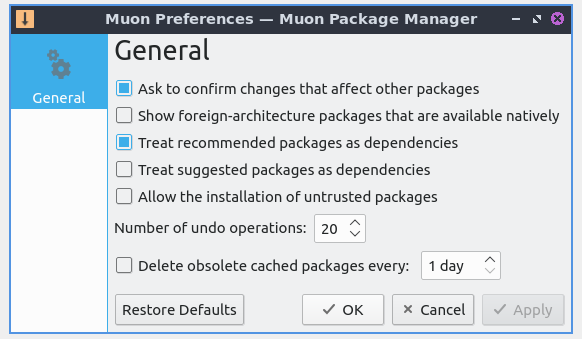 Muon Preferences — Muon Package Manager
General
General
Ask to confirm changes that affect other packages
Show foreign-architecture packages that are available natively
Treat recommended packages as dependencies
Treat suggested packages as dependencies
Allow the installation of untrusted packages
Number of undo operations: 20
Delete obsolete cached packages every: 1 day
Restore Defaults OK Cancel Apply